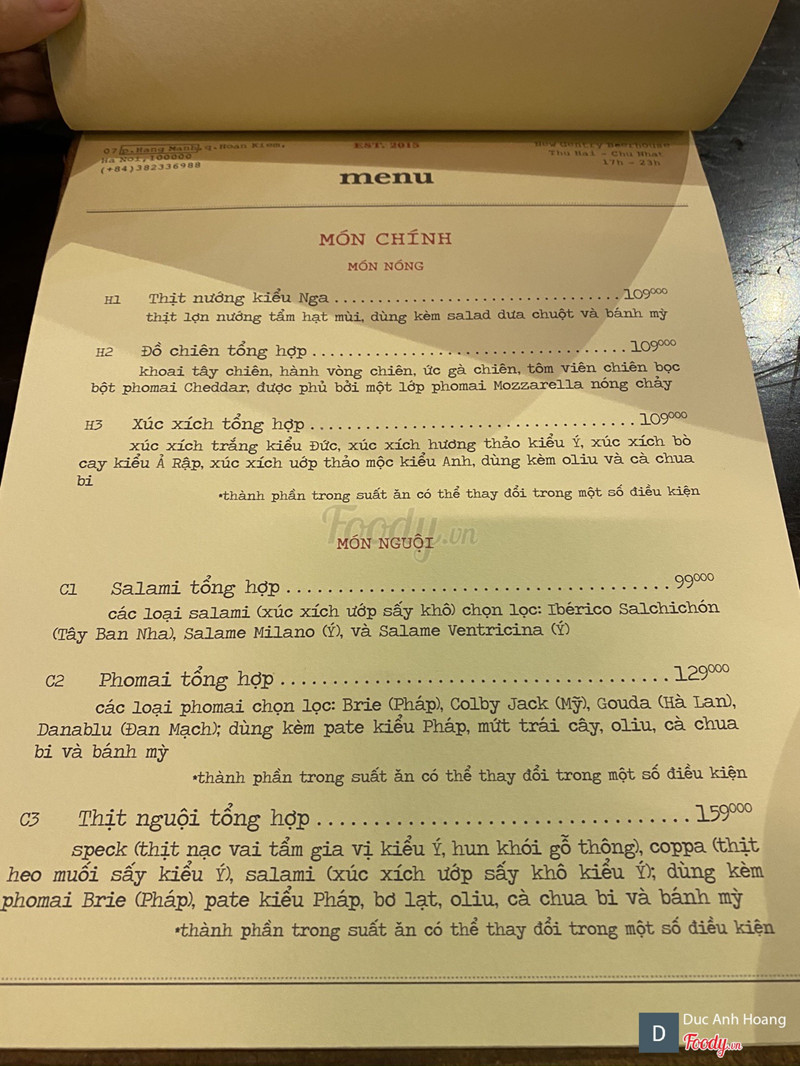 07 p. Hang Manh, q. Hoan Kiem,
Ha Noi, 100000
(+84)382336988
EST. 2015
New Gentry Beerhouse
Thu Hai - Chu Nhat
17h - 23h
menu
MÓN CHÍNH
MÓN NÓNG
H1 Thịt nướng kiểu Nga 109000
thịt lợn nướng tẩm hạt mùi, dùng kèm salad dưa chuột và bánh mỳ
H2 Đồ chiên tổng hợp 109000
khoai tây chiên, hành vòng chiên, ức gà chiên, tôm viên chiên bọc
bột phomai Cheddar, được phủ bởi một lớp phomai Mozzarella nóng chảy
H3 Xúc xích tổng hợp 109000
xúc xích trắng kiểu Đức, xúc xích hương thảo kiểu Ý, xúc xích bò
cay kiểu Ả Rập, xúc xích ướp thảo mộc kiểu Anh, dùng kèm oliu và cà chua
bi
*thành phần trong suất ăn có thể thay đổi trong một số điều kiện
Foody.vn
MÓN NGUỘI
C1 Salami tổng hợp 99000
các loại salami (xúc xích ướp sấy khô) chọn lọc: Ibérico Salchichón
(Tây Ban Nha), Salame Milano (Ý), và Salame Ventricina (Ý)
C2 Phomai tổng hợp 129000
các loại phomai chọn lọc: Brie (Pháp), Colby Jack (Mỹ), Gouda (Hà Lan),
Danablu (Đan Mạch); dùng kèm pate kiểu Pháp, mứt trái cây, oliu, cà chua
bi và bánh mỳ
*thành phần trong suất ăn có thể thay đổi trong một số điều kiện
C3 Thịt nguội tổng hợp 159000
speck (thịt nạc vai tẩm gia vị kiểu Ý, hun khói gỗ thông), coppa (thịt
heo muối sấy kiểu Ý), salami (xúc xích ướp sấy khô kiểu Ý); dùng kèm
phomai Brie (Pháp), pate kiểu Pháp, bơ lạt, oliu, cà chua bi và bánh mỳ
*thành phần trong suất ăn có thể thay đổi trong một số điều kiện
D Duc Anh Hoang
Foody.vn